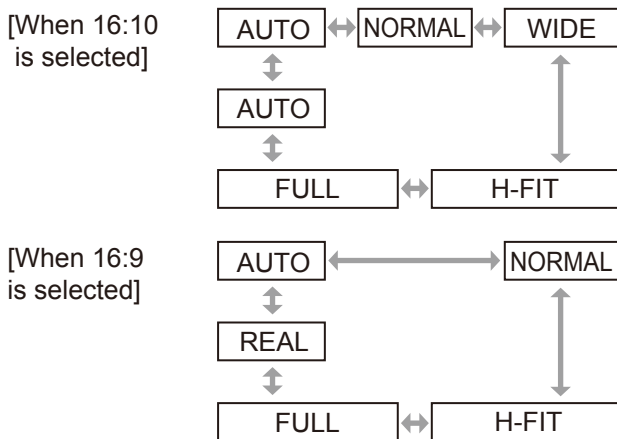 [When 16:10
is selected]
AUTO NORMAL WIDE
AUTO
FULL H-FIT
[When 16:9
is selected]
AUTO NORMAL
REAL
FULL H-FIT